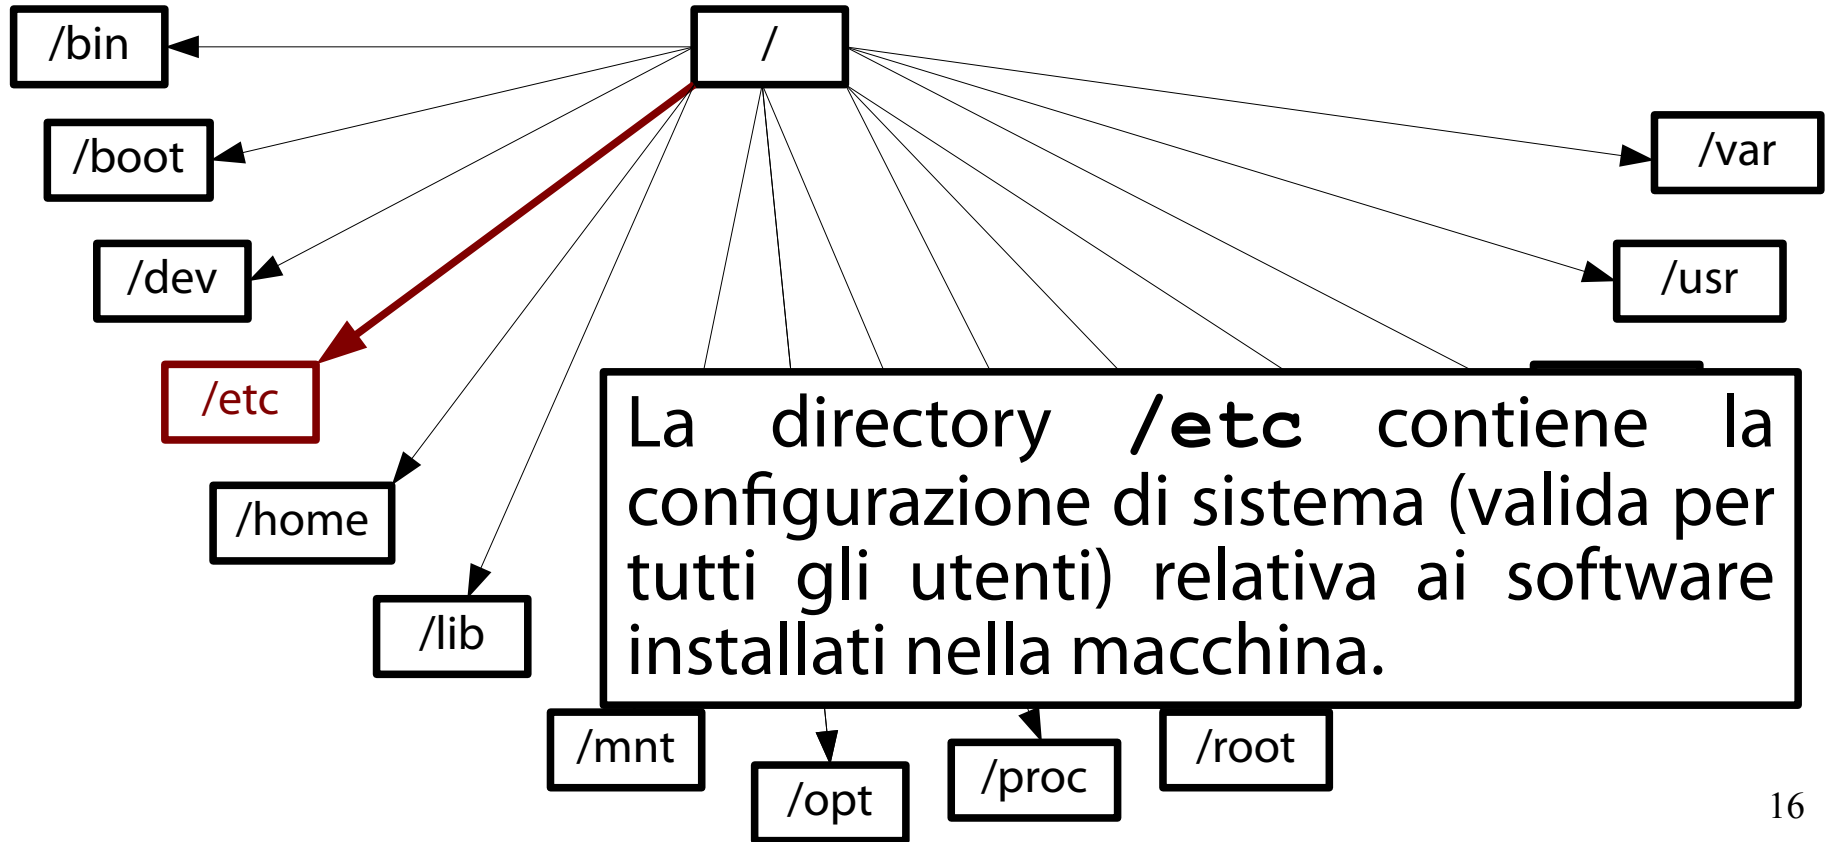 /bin
/
/boot
/var
/dev
/usr
/etc
La directory /etc contiene la
configurazione di sistema (valida per
tutti gli utenti) relativa ai software
installati nella macchina.
/home
/lib
/mnt
/opt
/proc
/root
16